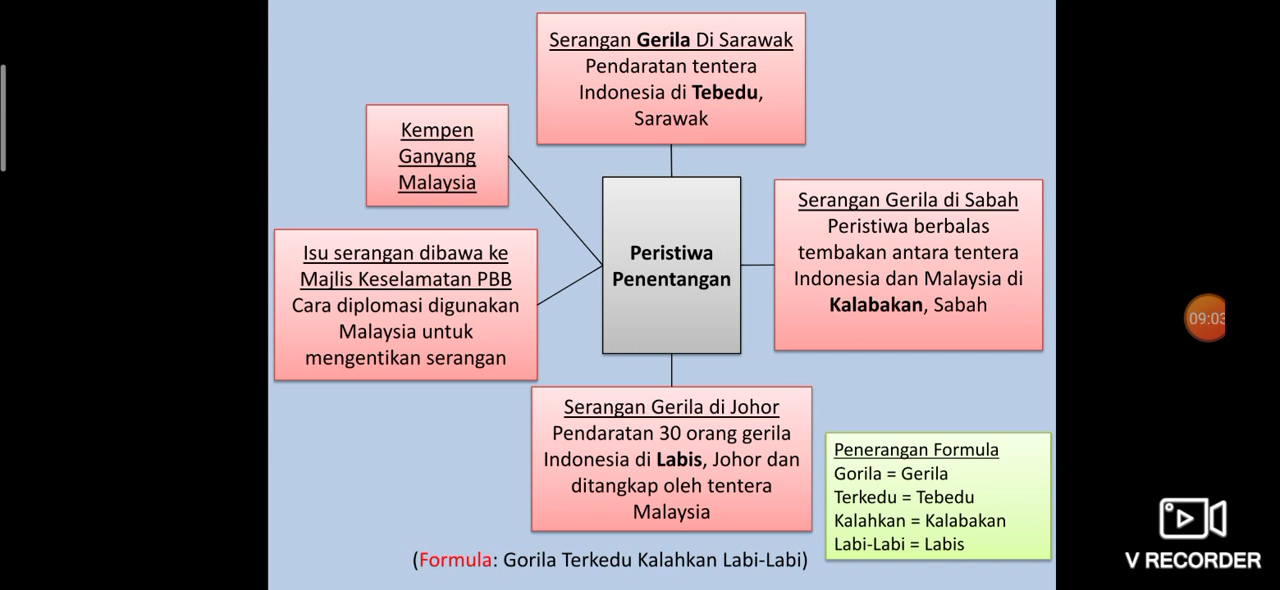 Serangan Gerila Di Sarawak
Pendaratan tentera
Indonesia di Tebedu,
Sarawak
Kempen
Ganyang
Malaysia
Serangan Gerila di Sabah
Peristiwa berbalas
tembakan antara tentera
Indonesia dan Malaysia di
Kalabakan, Sabah
Isu serangan dibawa ke
Majlis Keselamatan PBB
Cara diplomasi digunakan
Malaysia untuk
mengentikan serangan
Peristiwa
Penentangan
Serangan Gerila di Johor
Pendaratan 30 orang gerila
Indonesia di Labis, Johor dan
ditangkap oleh tentera
Malaysia
Penerangan Formula
Gorila = Gerila
Terkedu = Tebedu
Kalahkan = Kalabakan
Labi-Labi = Labis
(Formula: Gorila Terkedu Kalahkan Labi-Labi)
09:03
V RECORDER